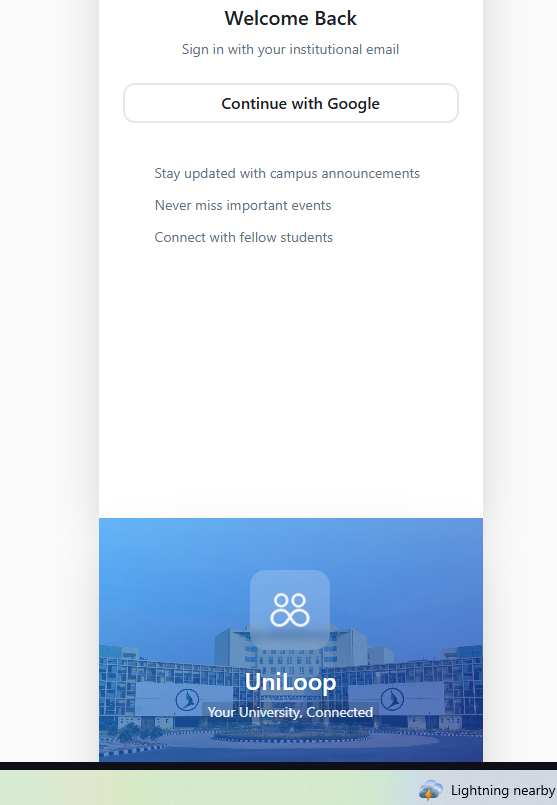 Welcome Back
Sign in with your institutional email
Continue with Google
Stay updated with campus announcements
Never miss important events
Connect with fellow students
UniLoop
Your University, Connected
Lightning nearby